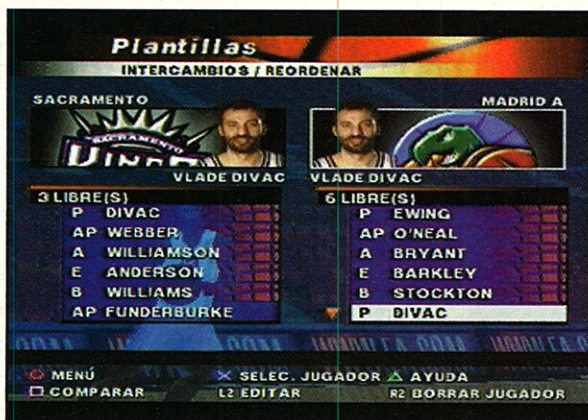 Plantillas
INTERCAMBIOS / REORDENAR
SACRAMENTO
MADRID A
SACRAMENTO
KINGS
VLADE DIVAC
VLADE DIVAC
3 LIBRE(S)
P DIVAC
AP WEBBER
A WILLIAMSON
E ANDERSON
B WILLIAMS
AP FUNDERBURKE
6 LIBRE(S)
P EWING
AP O'NEAL
A BRYANT
E BARKLEY
B STOCKTON
P DIVAC
MENÚ
SELEC. JUGADOR
AYUDA
COMPARAR
L2 EDITAR
R2 BORRAR JUGADOR